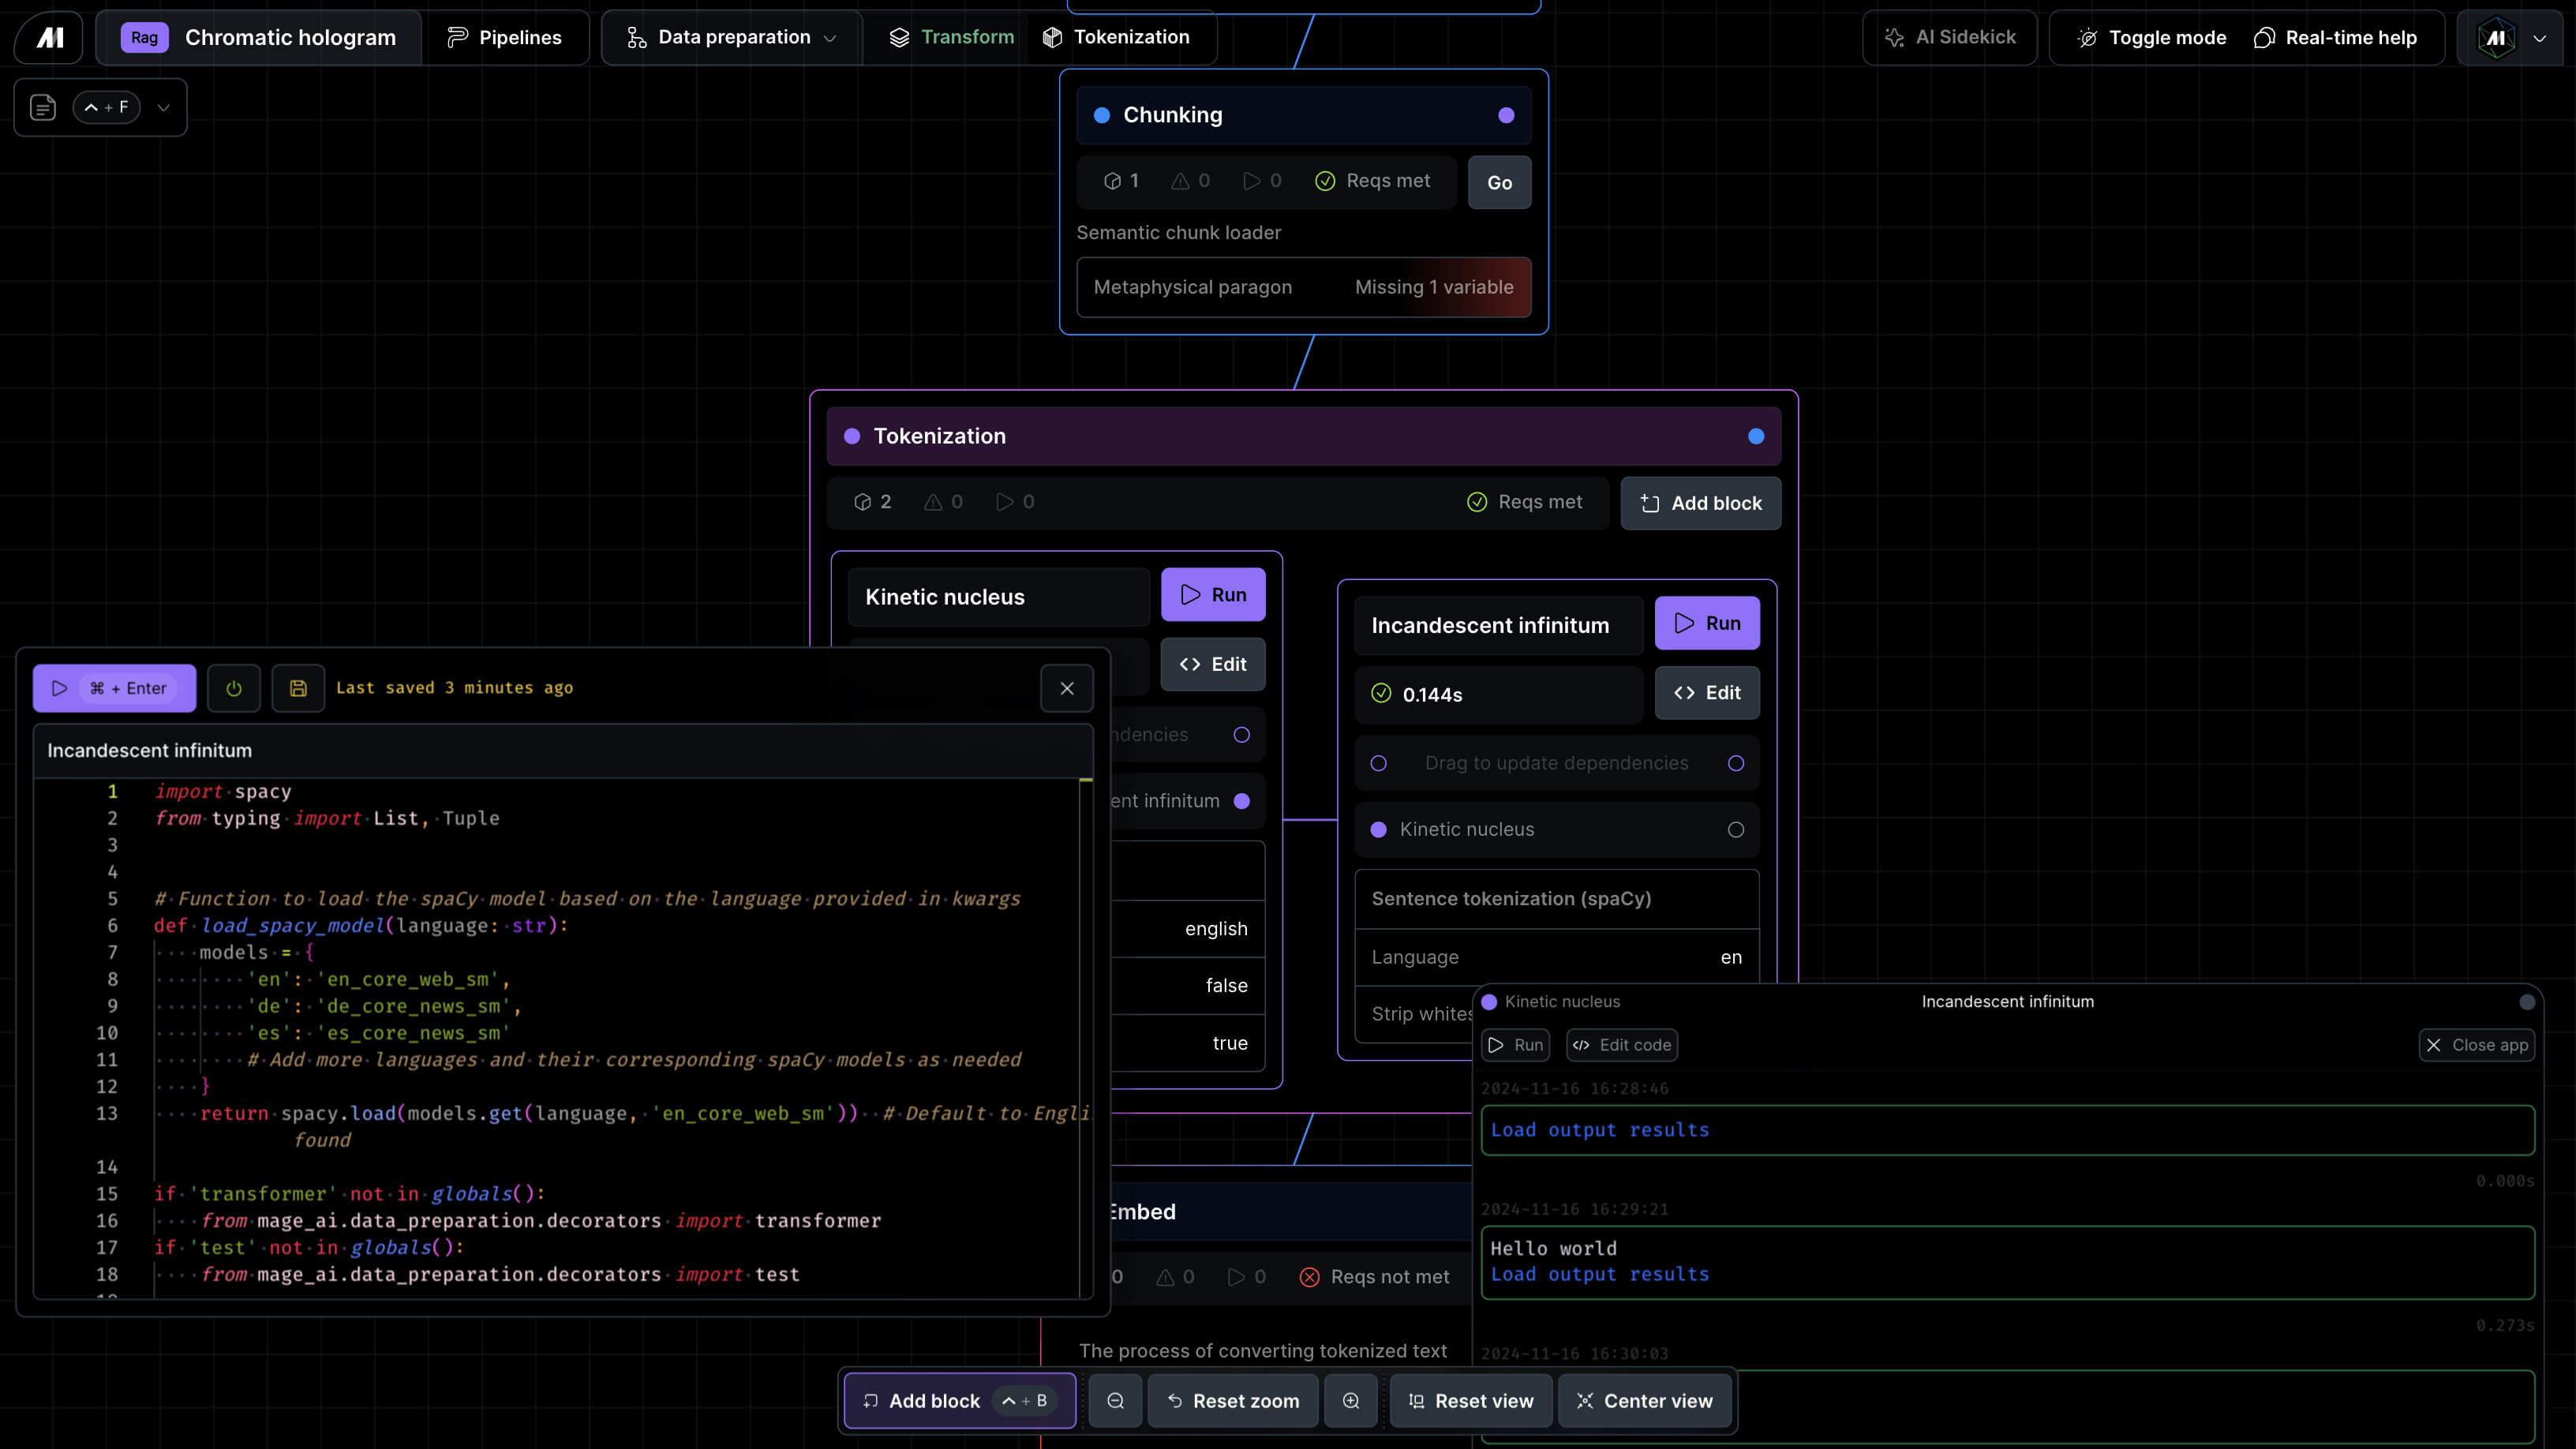 Rag Chromatic hologram
Pipelines
Data preparation
Transform
Tokenization
AI Sidekick
Toggle mode
Real-time help
+ F
Chunking
1 0 0 Reqs met
Go
Semantic chunk loader
Metaphysical paragon Missing 1 variable
Tokenization
2 0 0 Reqs met
Add block
Kinetic nucleus
Run
Edit
ndencies
ent infinitum
english
false
true
Incandescent infinitum
Run
0.144s
Edit
Drag to update dependencies
Kinetic nucleus
Sentence tokenization (spaCy)
Language en
Strip whites
⌘ + Enter
Last saved 3 minutes ago
Incandescent infinitum
1 import spacy
2 from typing import List, Tuple
3
4
5 # Function to load the spaCy model based on the language provided in kwargs
6 def load_spacy_model(language: str):
7 models = {
8 'en': 'en_core_web_sm',
9 'de': 'de_core_news_sm',
10 'es': 'es_core_news_sm'
11 # Add more languages and their corresponding spaCy models as needed
12 }
13 return spacy.load(models.get(language, 'en_core_web_sm')) # Default to Engli
found
14
15 if 'transformer' not in globals():
16 from mage_ai.data_preparation.decorators import transformer
17 if 'test' not in globals():
18 from mage_ai.data_preparation.decorators import test
Kinetic nucleus
Incandescent infinitum
Run
Edit code
Close app
2024-11-16 16:28:46
Load output results
0.000s
2024-11-16 16:29:21
Hello world
Load output results
0.273s
2024-11-16 16:30:03
Embed
0 0 0 Reqs not met
The process of converting tokenized text
Add block + B
Reset zoom
Reset view
Center view